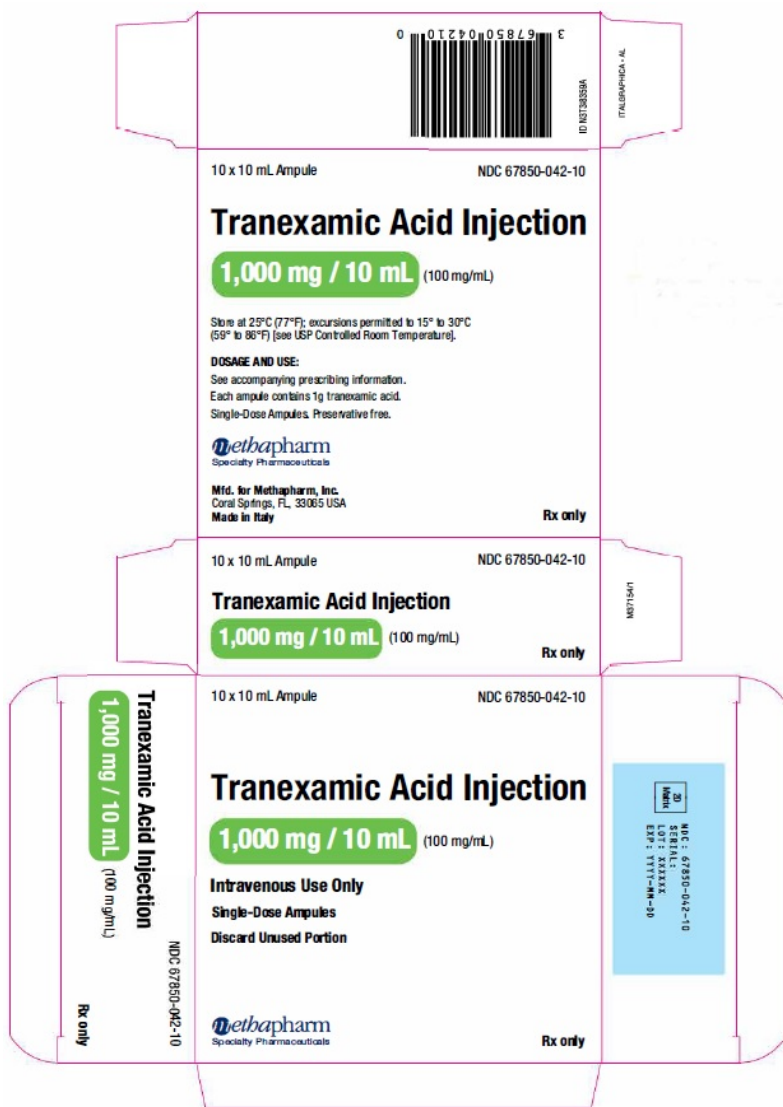 3 67850 04210 0
ID N3T38359A
ITALGRAPHICA - AL
10 x 10 mL Ampule NDC 67850-042-10
Tranexamic Acid Injection
1,000 mg / 10 mL (100 mg/mL)
Store at 25°C (77°F); excursions permitted to 15° to 30°C
(59° to 86°F) [see USP Controlled Room Temperature].
DOSAGE AND USE:
See accompanying prescribing information.
Each ampule contains 1g tranexamic acid.
Single-Dose Ampules. Preservative free.
methapharm
Specialty Pharmaceuticals
Mfd. for Methapharm, Inc.
Coral Springs, FL, 33065 USA
Made in Italy Rx only
10 x 10 mL Ampule NDC 67850-042-10
Tranexamic Acid Injection
1,000 mg / 10 mL (100 mg/mL)
Rx only
M37154/1
Tranexamic Acid Injection
1,000 mg / 10 mL (100 mg/mL)
NDC 67850-042-10
Rx only
10 x 10 mL Ampule NDC 67850-042-10
Tranexamic Acid Injection
1,000 mg / 10 mL (100 mg/mL)
Intravenous Use Only
Single-Dose Ampules
Discard Unused Portion
methapharm
Specialty Pharmaceuticals
Rx only
2D
Matrix
NDC: 67850-042-10
SERIAL:
LOT: XXXXXX
EXP: YYYY-MM-DD